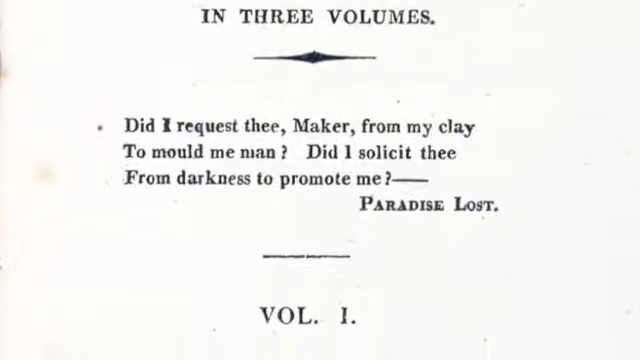 IN THREE VOLUMES.
Did I request thee, Maker, from my clay
To mould me man? Did I solicit thee
From darkness to promote me?——
PARADISE LOST.
VOL. I.